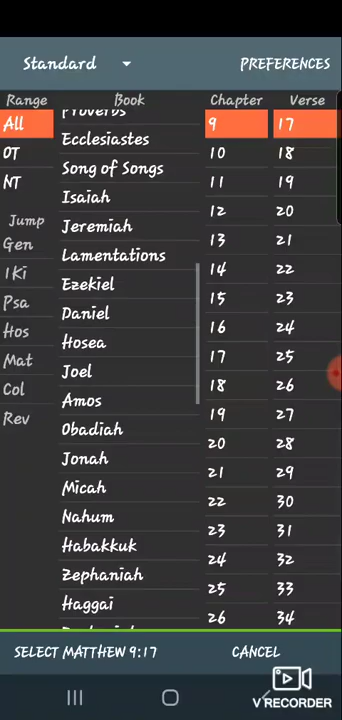 Standard PREFERENCES
Range Book Chapter Verse
Proverbs
All 9 17
Ecclesiastes
OT 10 18
Song of Songs
NT 11 19
Isaiah
12 20
Jump Jeremiah
Gen 13 21
Lamentations
1Ki 14 22
Ezekiel
Psa 15 23
Daniel
Hos 16 24
Hosea
Mat 17 25
Joel
Col 18 26
Amos
Rev 19 27
Obadiah
20 28
Jonah
21 29
Micah
22 30
Nahum
23 31
Habakkuk
24 32
Zephaniah
25 33
Haggai
26 34
SELECT MATTHEW 9:17 CANCEL
V RECORDER